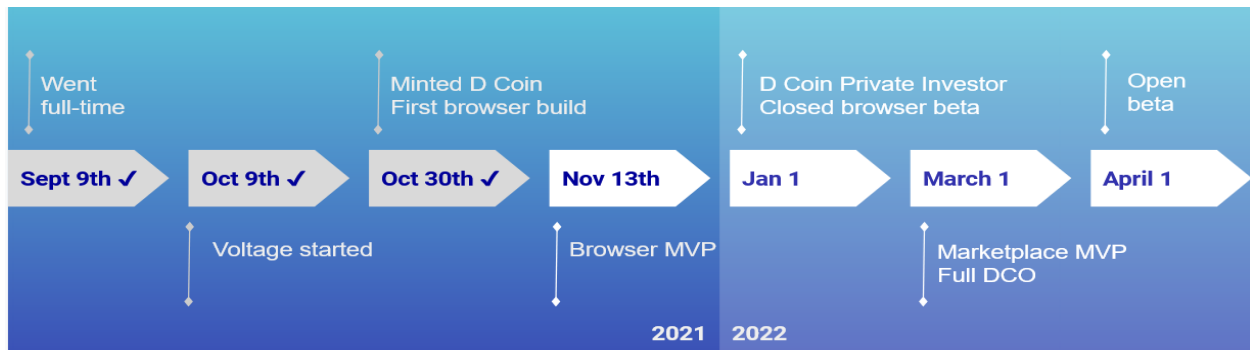 Went
full-time
Minted D Coin
First browser build
D Coin Private Investor
Closed browser beta
Open
beta
Sept 9th ✓
Oct 9th ✓
Oct 30th ✓
Nov 13th
Jan 1
March 1
April 1
Voltage started
Browser MVP
Marketplace MVP
Full DCO
2021
2022